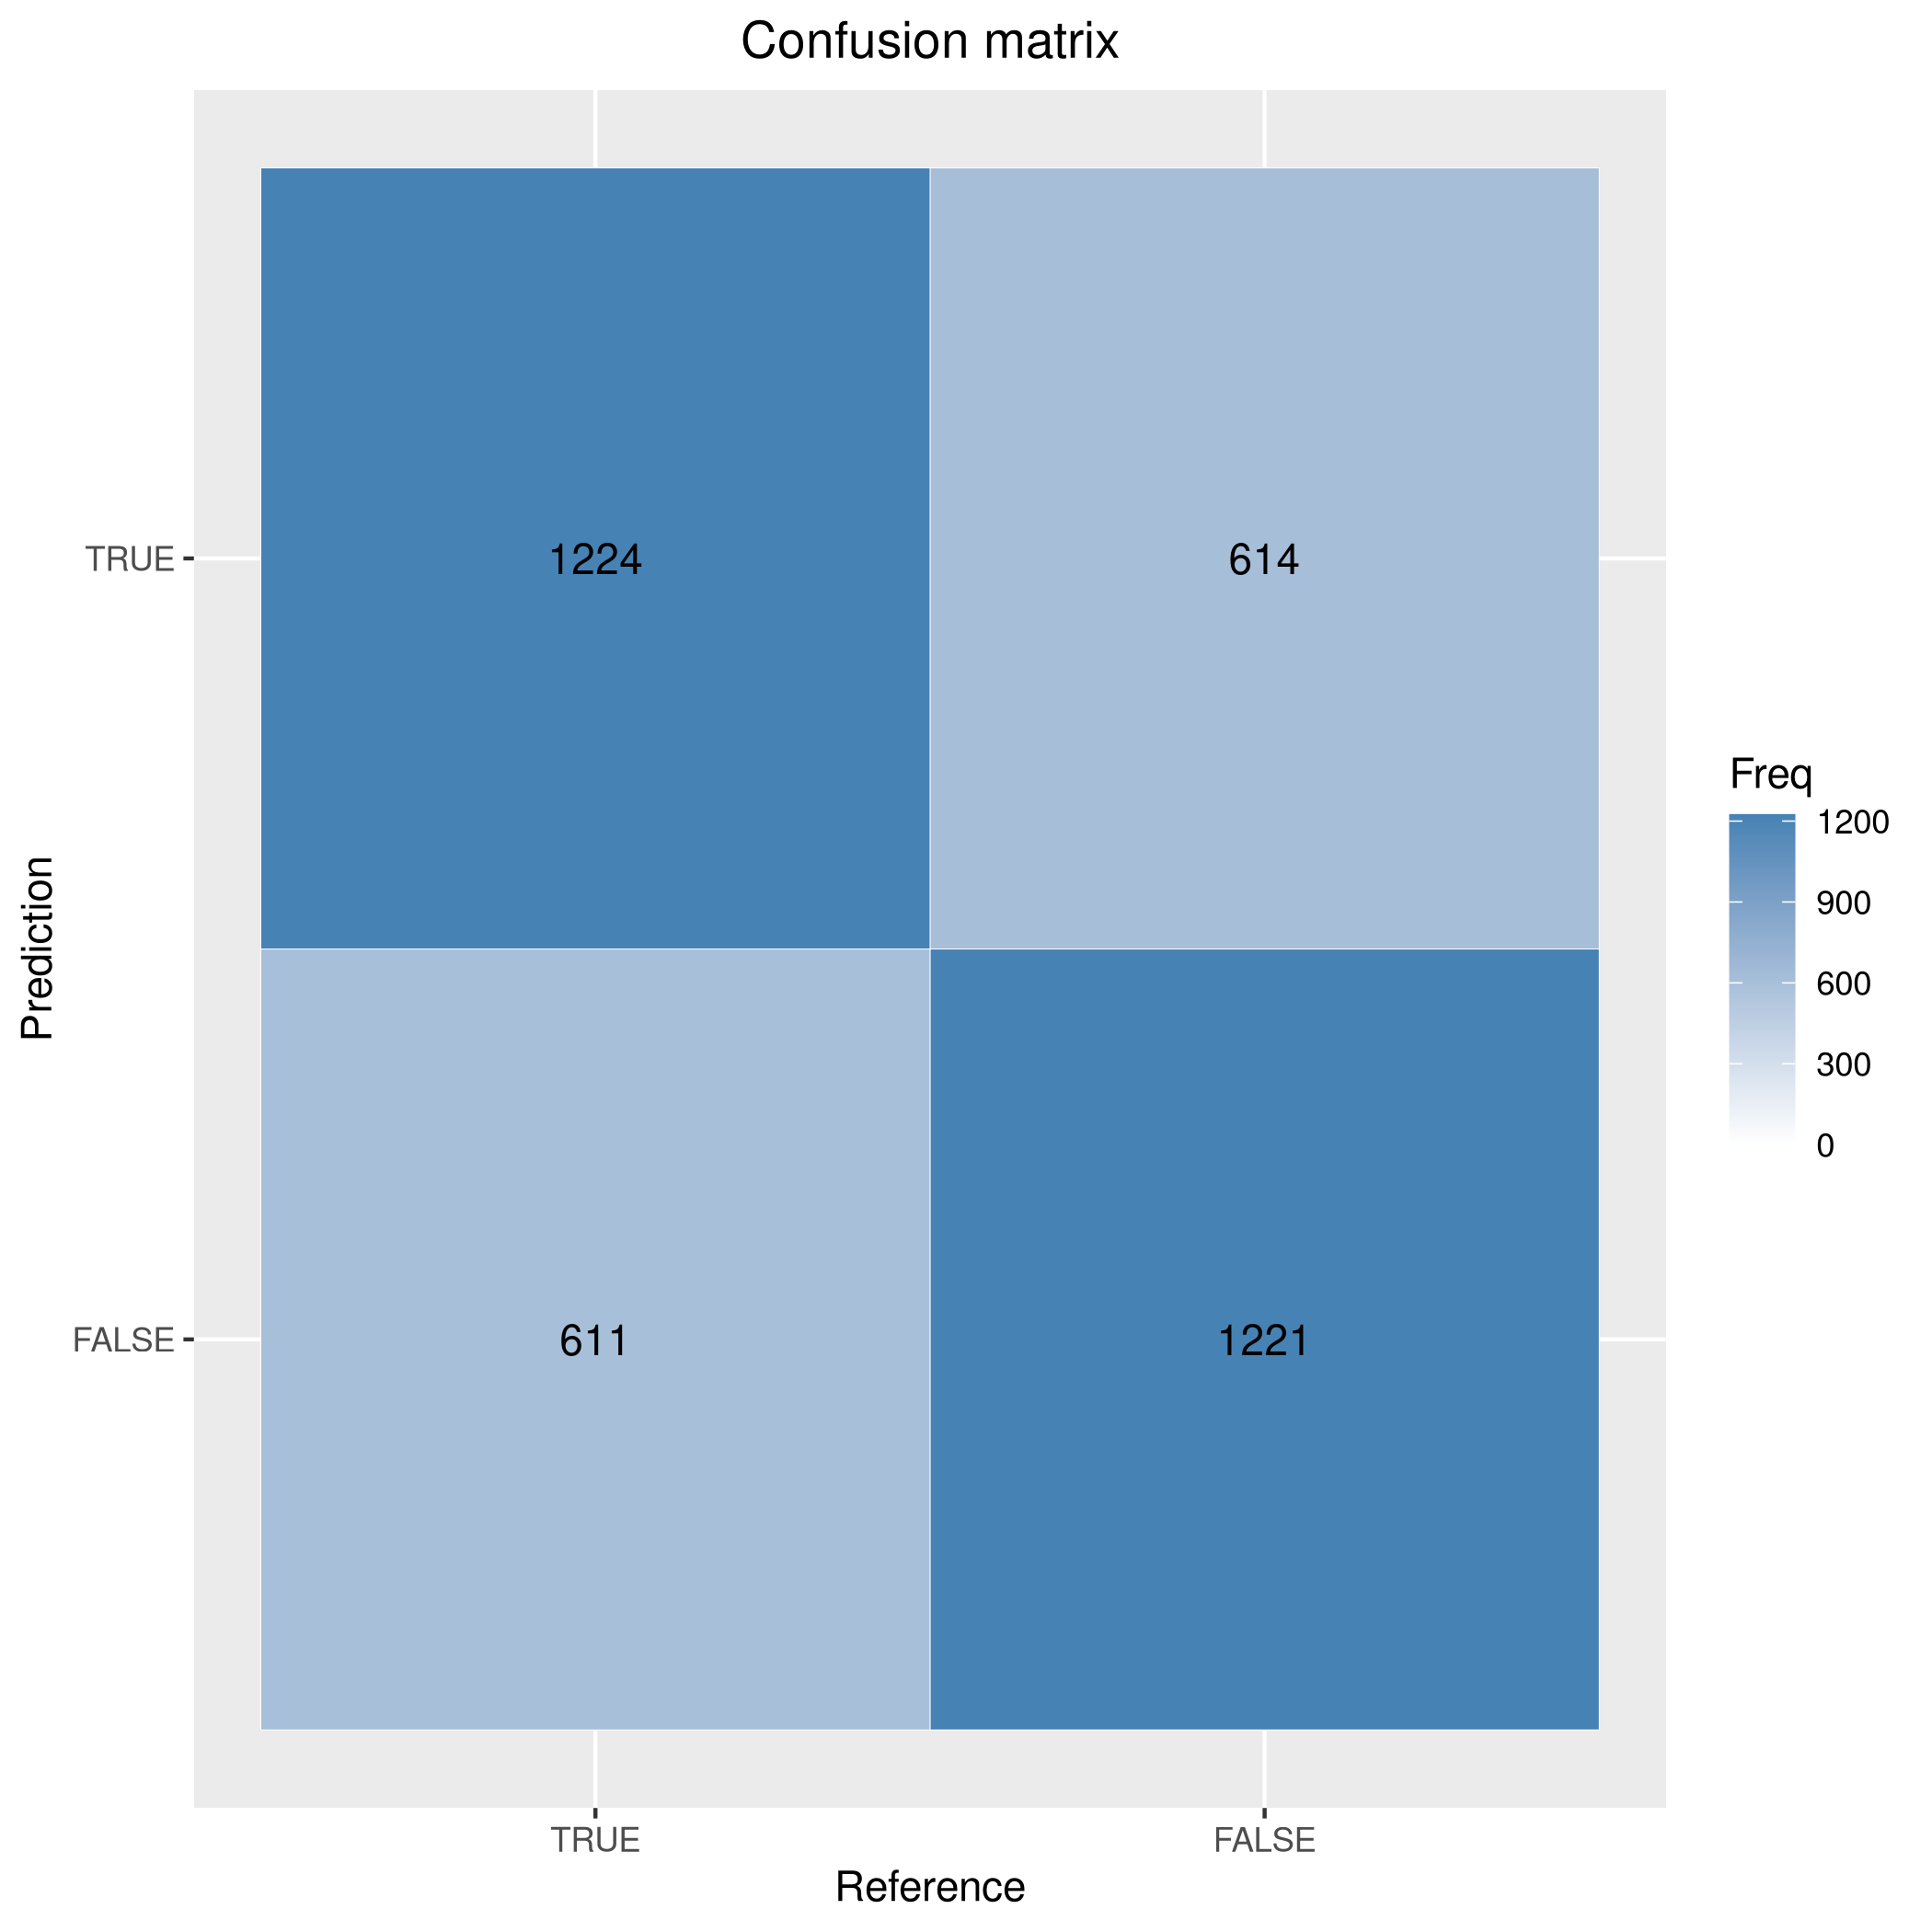 Confusion matrix
Prediction
TRUE
FALSE
1224
614
611
1221
TRUE
FALSE
Reference
Freq
1200
900
600
300
0